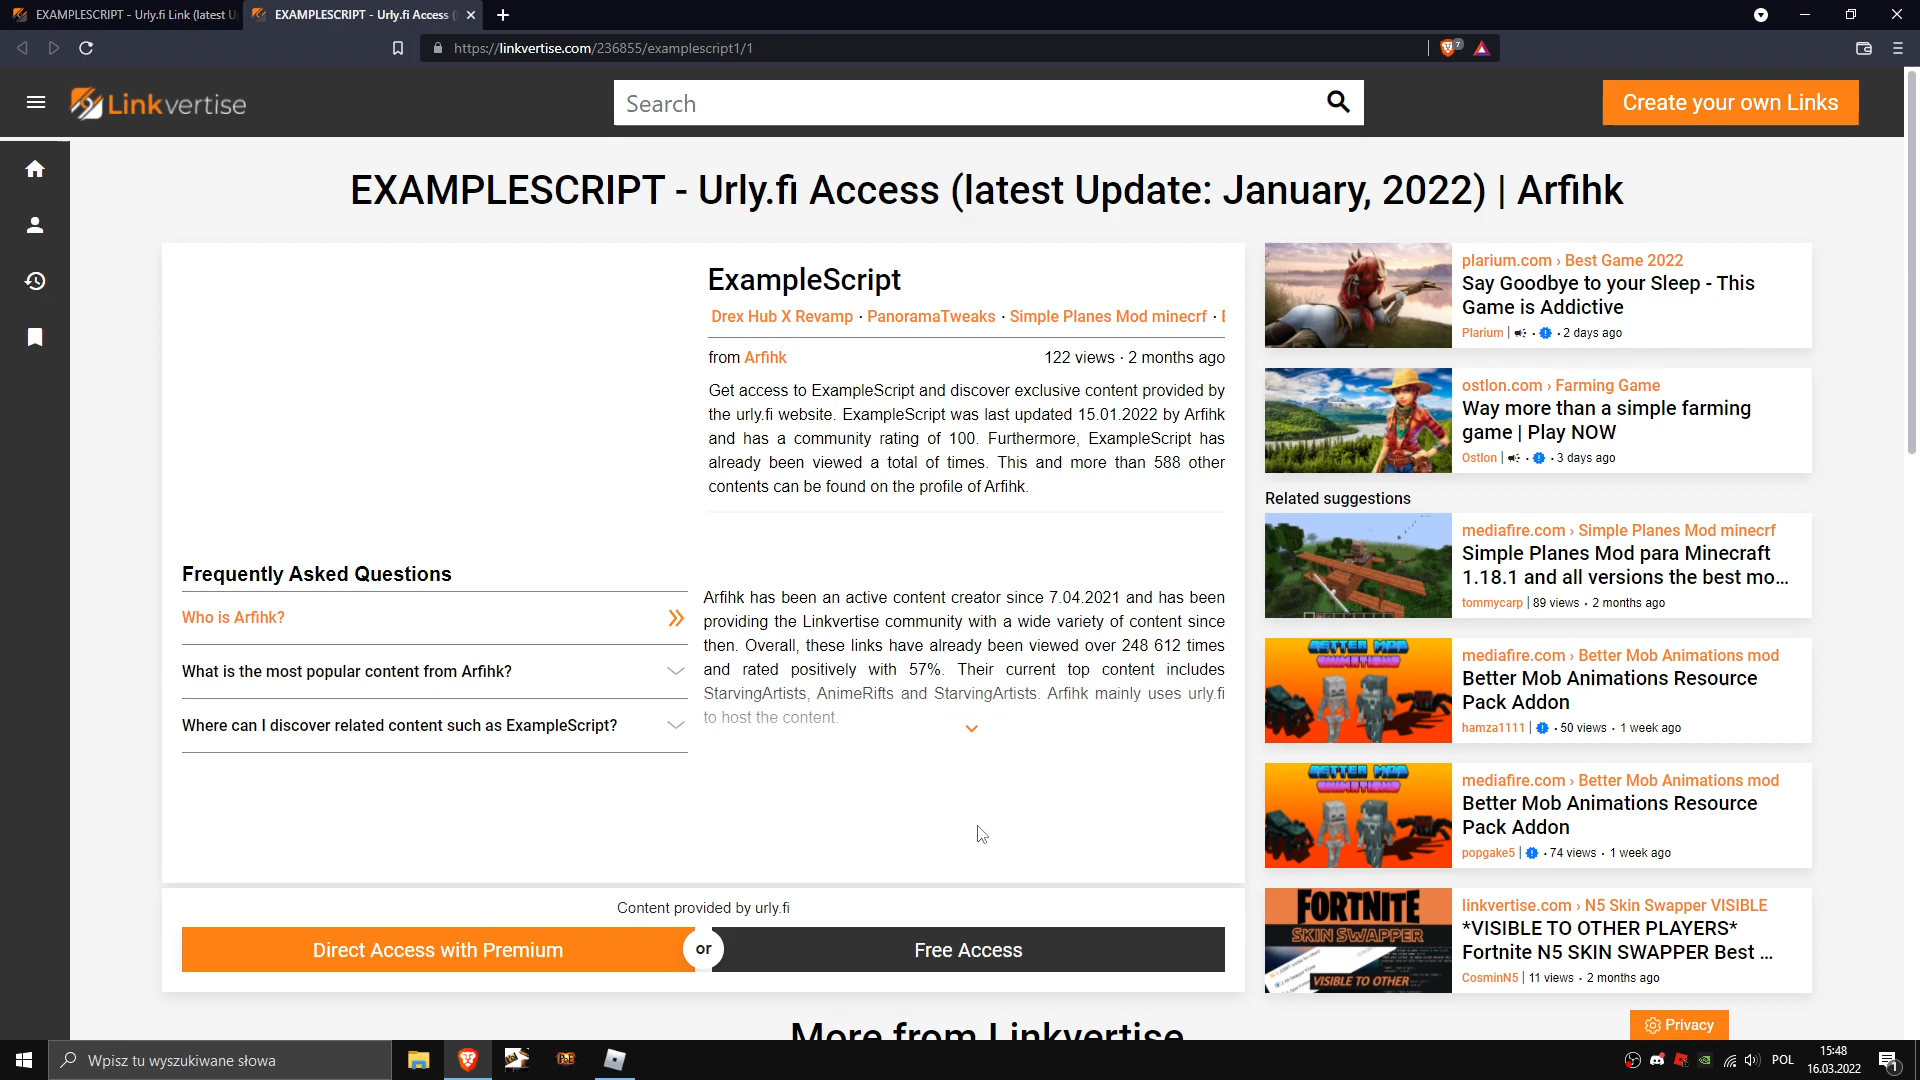 EXAMPLESCRIPT - Urly.fi Link (latest U
EXAMPLESCRIPT - Urly.fi Access (
https://linkvertise.com/236855/examplescript1/1
7
Linkvertise
Search
Create your own Links
EXAMPLESCRIPT - Urly.fi Access (latest Update: January, 2022) | Arfihk
ExampleScript
Drex Hub X Revamp · PanoramaTweaks · Simple Planes Mod minecrf ·
from Arfihk
122 views · 2 months ago
Get access to ExampleScript and discover exclusive content provided by
the urly.fi website. ExampleScript was last updated 15.01.2022 by Arfihk
and has a community rating of 100. Furthermore, ExampleScript has
already been viewed a total of times. This and more than 588 other
contents can be found on the profile of Arfihk.
Frequently Asked Questions
Who is Arfihk?
What is the most popular content from Arfihk?
Where can I discover related content such as ExampleScript?
Arfihk has been an active content creator since 7.04.2021 and has been
providing the Linkvertise community with a wide variety of content since
then. Overall, these links have already been viewed over 248 612 times
and rated positively with 57%. Their current top content includes
StarvingArtists, AnimeRifts and StarvingArtists. Arfihk mainly uses urly.fi
to host the content.
Content provided by urly.fi
Direct Access with Premium
or
Free Access
plarium.com › Best Game 2022
Say Goodbye to your Sleep - This
Game is Addictive
Plarium | · · 2 days ago
ostlon.com › Farming Game
Way more than a simple farming
game | Play NOW
Ostlon | · · 3 days ago
Related suggestions
mediafire.com › Simple Planes Mod minecrf
Simple Planes Mod para Minecraft
1.18.1 and all versions the best mo...
tommycarp | 89 views · 2 months ago
BETTER MOB
ANIMATIONS
mediafire.com › Better Mob Animations mod
Better Mob Animations Resource
Pack Addon
hamza1111 | · 50 views · 1 week ago
BETTER MOB
ANIMATIONS
mediafire.com › Better Mob Animations mod
Better Mob Animations Resource
Pack Addon
popgake5 | · 74 views · 1 week ago
FORTNITE
SKIN SWAPPER
VISIBLE TO OTHER
linkvertise.com › N5 Skin Swapper VISIBLE
*VISIBLE TO OTHER PLAYERS*
Fortnite N5 SKIN SWAPPER Best ...
CosminN5 | 11 views · 2 months ago
More from Linkvertise
Privacy
Wpisz tu wyszukiwane słowa
POL
15:48
16.03.2022
1